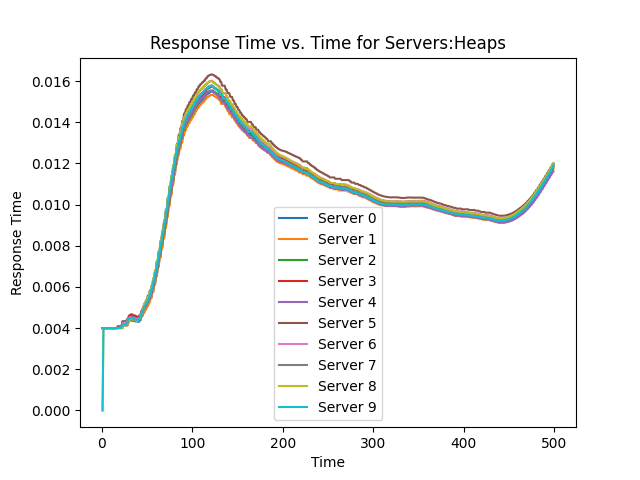 Response Time vs. Time for Servers:Heaps
Response Time
0.016
0.014
0.012
0.010
0.008
0.006
0.004
0.002
0.000
Server 0
Server 1
Server 2
Server 3
Server 4
Server 5
Server 6
Server 7
Server 8
Server 9
0 100 200 300 400 500
Time